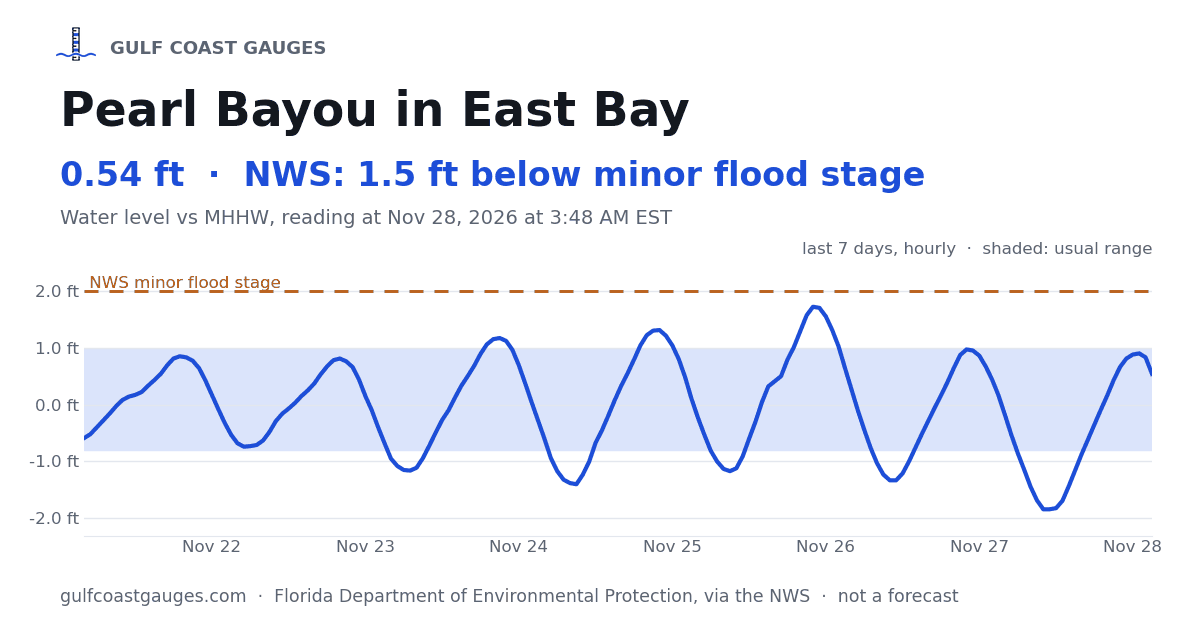 GULF COAST GAUGES
Pearl Bayou in East Bay
0.54 ft · NWS: 1.5 ft below minor flood stage
Water level vs MHHW, reading at Nov 28, 2026 at 3:48 AM EST
last 7 days, hourly · shaded: usual range
NWS minor flood stage
2.0 ft
1.0 ft
0.0 ft
-1.0 ft
-2.0 ft
Nov 22 Nov 23 Nov 24 Nov 25 Nov 26 Nov 27 Nov 28
gulfcoastgauges.com · Florida Department of Environmental Protection, via the NWS · not a forecast